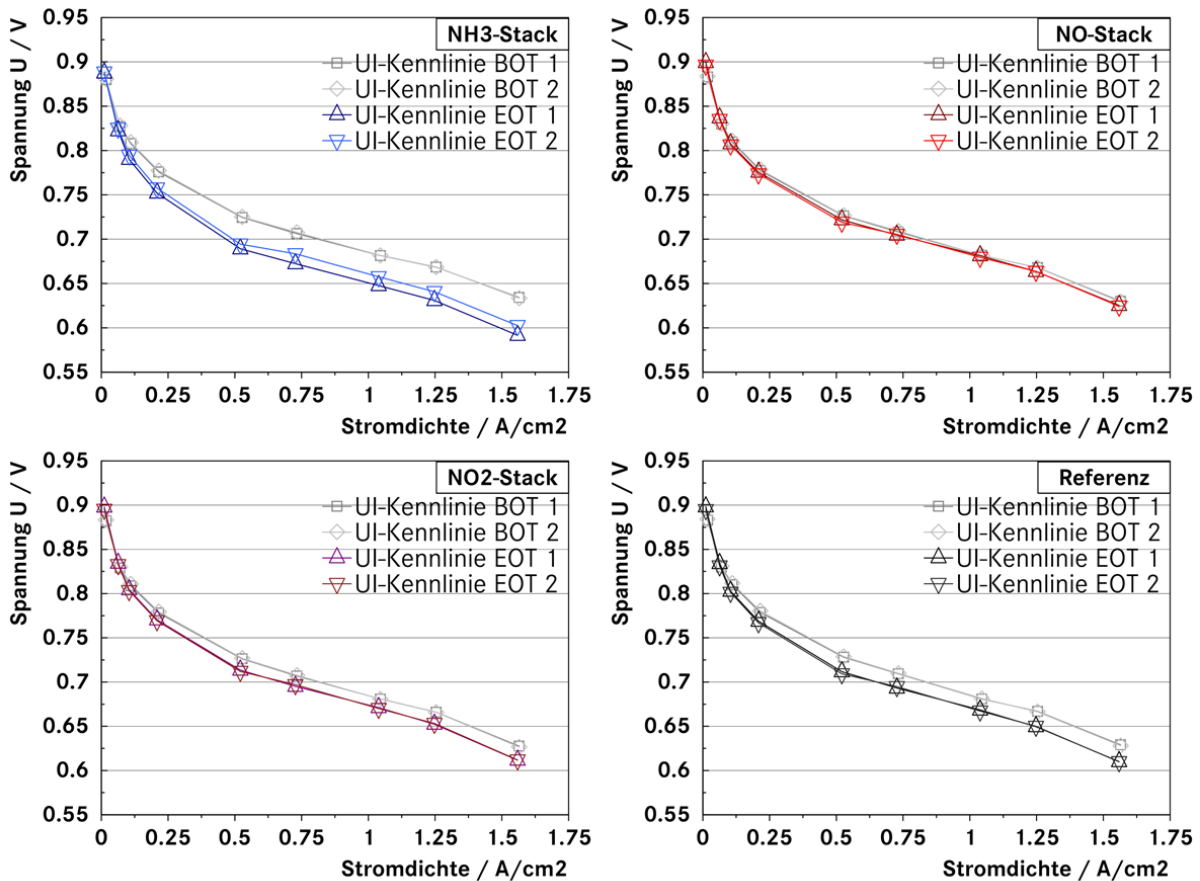 Spannung U / V
0.95
0.9
0.85
0.8
0.75
0.7
0.65
0.6
0.55
0
0.25
0.5
0.75
1
1.25
1.5
1.75
Stromdichte / A/cm2
NH3-Stack
UI-Kennlinie BOT 1
UI-Kennlinie BOT 2
UI-Kennlinie EOT 1
UI-Kennlinie EOT 2
Spannung U / V
0.95
0.9
0.85
0.8
0.75
0.7
0.65
0.6
0.55
0
0.25
0.5
0.75
1
1.25
1.5
1.75
Stromdichte / A/cm2
NO-Stack
UI-Kennlinie BOT 1
UI-Kennlinie BOT 2
UI-Kennlinie EOT 1
UI-Kennlinie EOT 2
Spannung U / V
0.95
0.9
0.85
0.8
0.75
0.7
0.65
0.6
0.55
0
0.25
0.5
0.75
1
1.25
1.5
1.75
Stromdichte / A/cm2
NO2-Stack
UI-Kennlinie BOT 1
UI-Kennlinie BOT 2
UI-Kennlinie EOT 1
UI-Kennlinie EOT 2
Spannung U / V
0.95
0.9
0.85
0.8
0.75
0.7
0.65
0.6
0.55
0
0.25
0.5
0.75
1
1.25
1.5
1.75
Stromdichte / A/cm2
Referenz
UI-Kennlinie BOT 1
UI-Kennlinie BOT 2
UI-Kennlinie EOT 1
UI-Kennlinie EOT 2